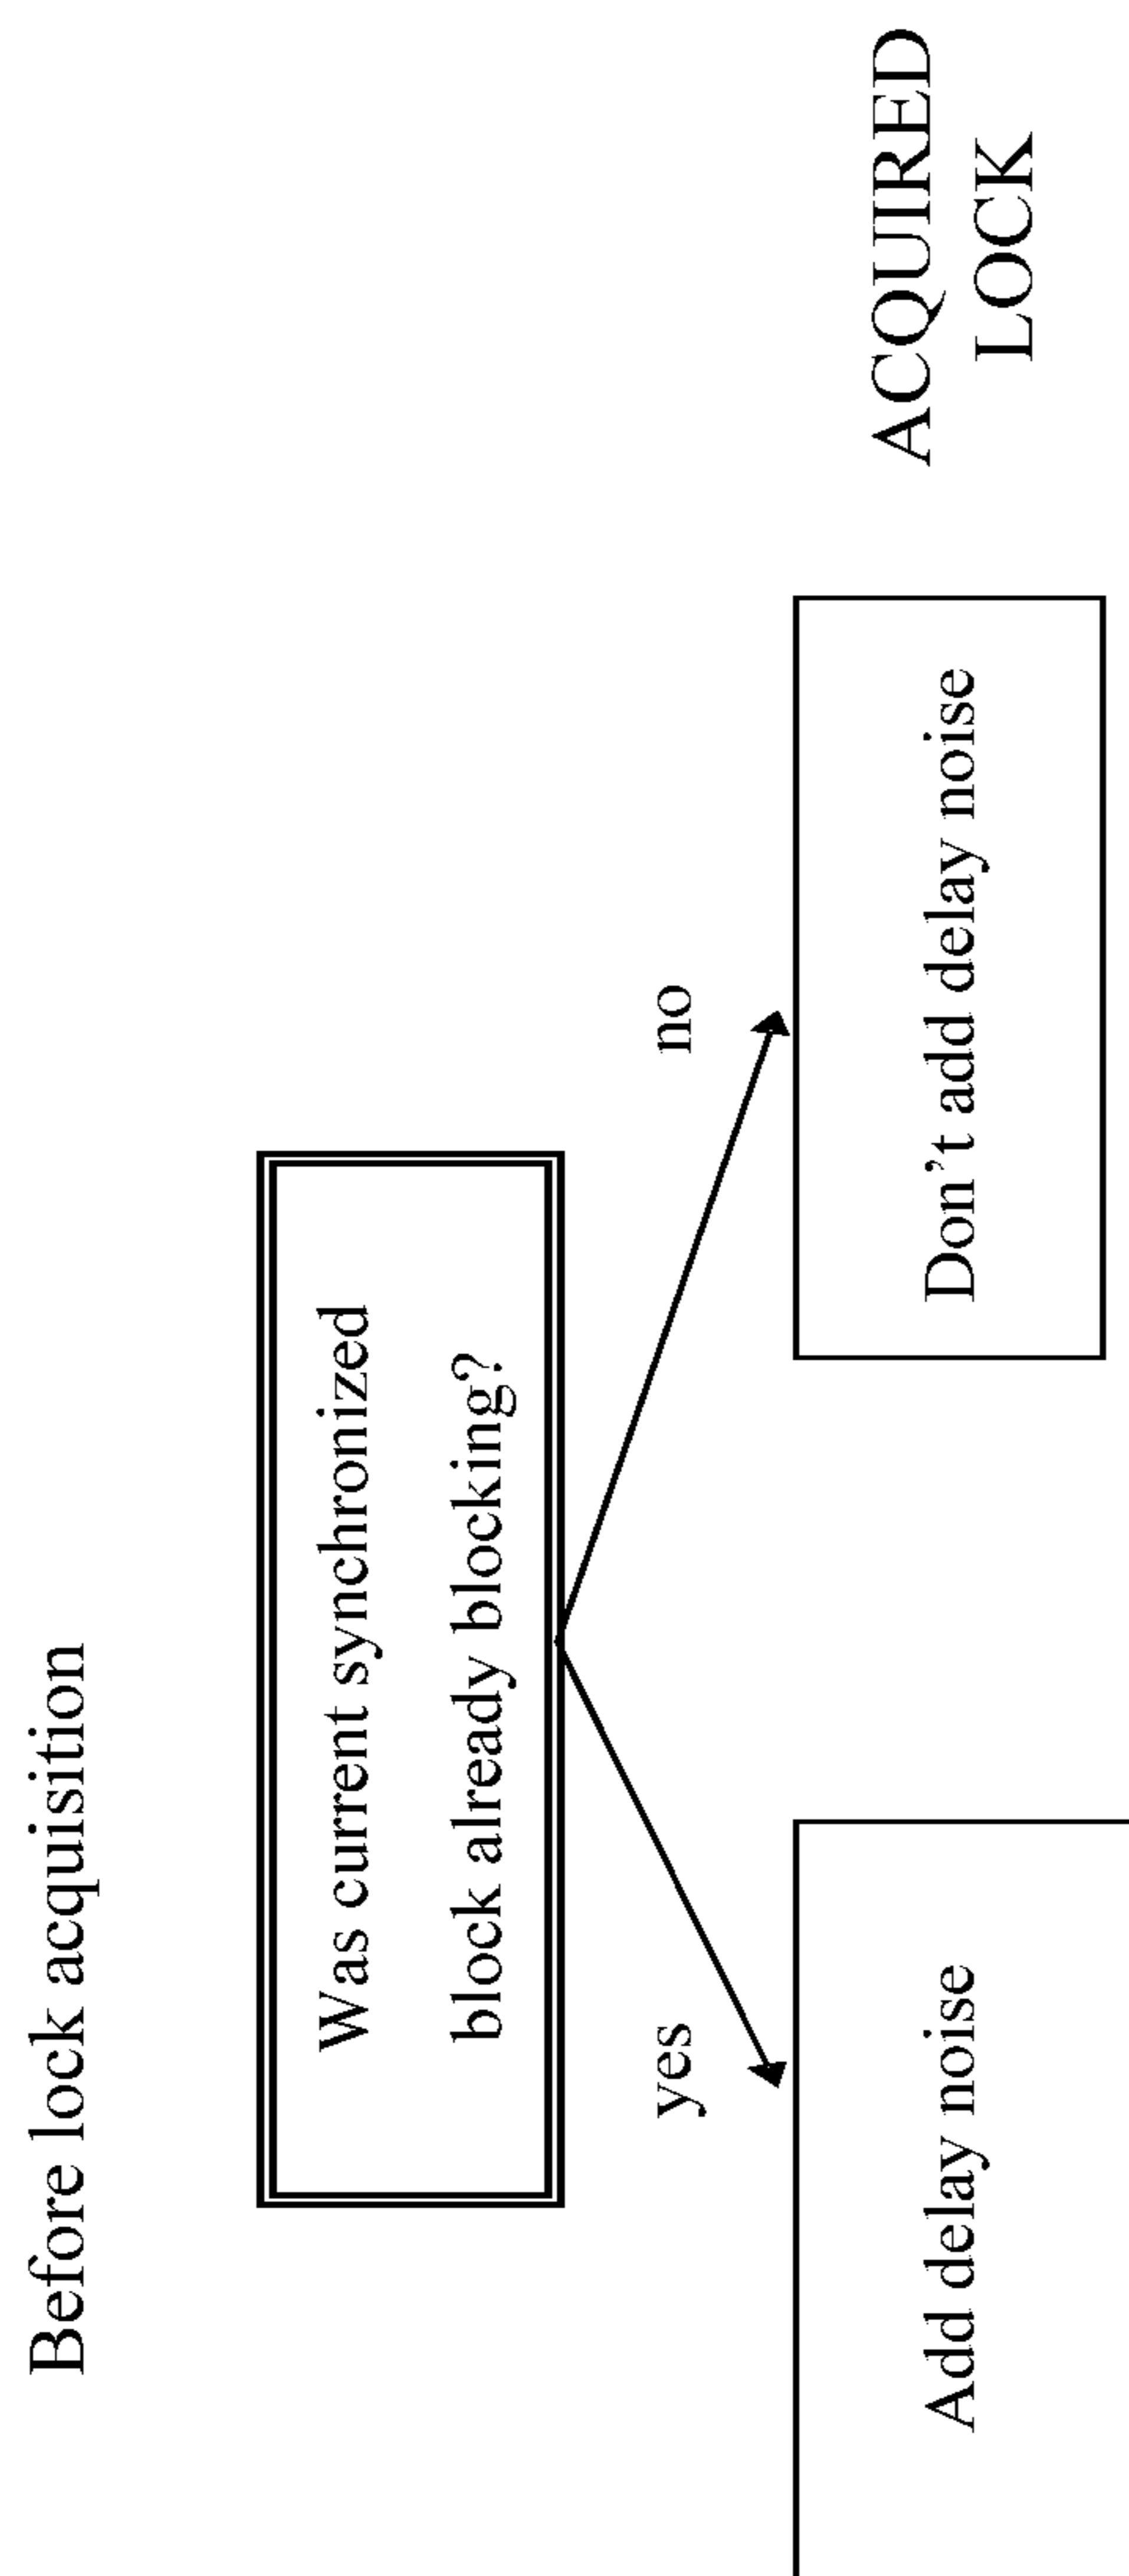 Before lock acquisition
Was current synchronized
block already blocking?
yes
no
Add delay noise
Don’t add delay noise
ACQUIRED
LOCK